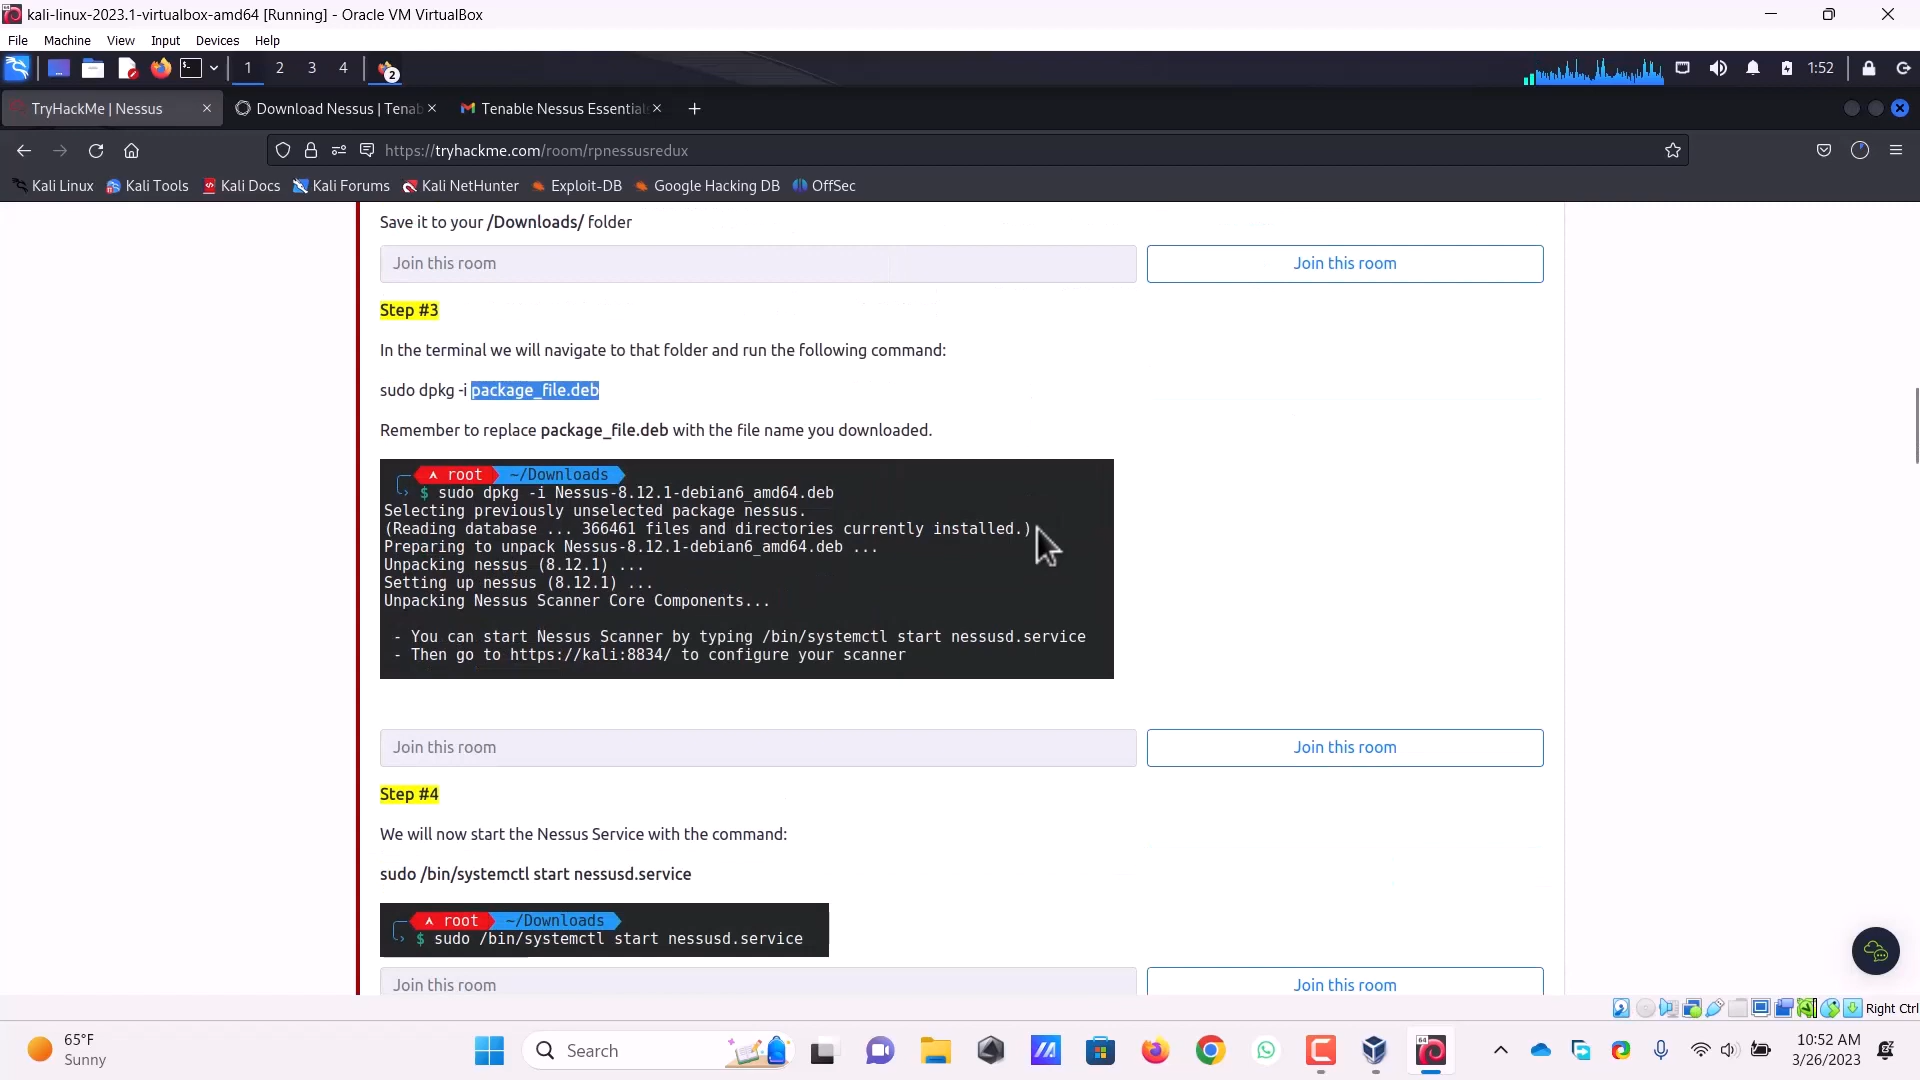 kali-linux-2023.1-virtualbox-amd64 [Running] - Oracle VM VirtualBox
File Machine View Input Devices Help
1 2 3 4 2 1:52
TryHackMe | Nessus Download Nessus | Tena Tenable Nessus Essential
https://tryhackme.com/room/rpnessusredux
Kali Linux Kali Tools Kali Docs Kali Forums Kali NetHunter Exploit-DB Google Hacking DB OffSec
Save it to your /Downloads/ folder
Join this room Join this room
Step #3
In the terminal we will navigate to that folder and run the following command:
sudo dpkg -i package_file.deb
Remember to replace package_file.deb with the file name you downloaded.
root ~/Downloads
$ sudo dpkg -i Nessus-8.12.1-debian6_amd64.deb
Selecting previously unselected package nessus.
(Reading database ... 366461 files and directories currently installed.)
Preparing to unpack Nessus-8.12.1-debian6_amd64.deb ...
Unpacking nessus (8.12.1) ...
Setting up nessus (8.12.1) ...
Unpacking Nessus Scanner Core Components...
- You can start Nessus Scanner by typing /bin/systemctl start nessusd.service
- Then go to https://kali:8834/ to configure your scanner
Join this room Join this room
Step #4
We will now start the Nessus Service with the command:
sudo /bin/systemctl start nessusd.service
root ~/Downloads
$ sudo /bin/systemctl start nessusd.service
Join this room Join this room
Right Ctrl
65°F
Sunny
Search
10:52 AM
3/26/2023